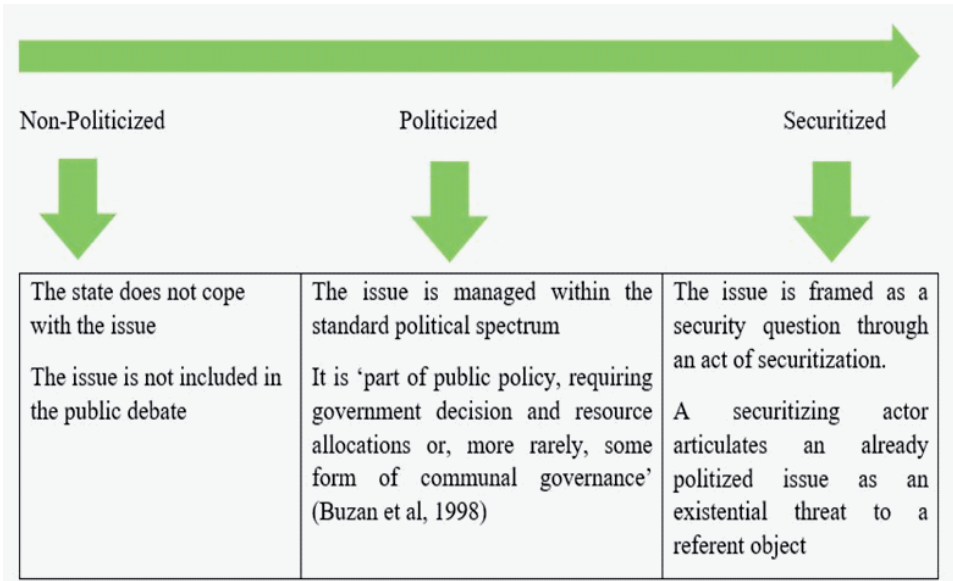 Non-Politicized
Politicized
Securitized
The state does not cope
with the issue
The issue is not included in
the public debate
The issue is managed within the
standard political spectrum
It is ‘part of public policy, requiring
government decision and resource
allocations or, more rarely, some
form of communal governance’
(Buzan et al, 1998)
The issue is framed as a
security question through
an act of securitization.
A securitizing actor
articulates an already
politized issue as an
existential threat to a
referent object